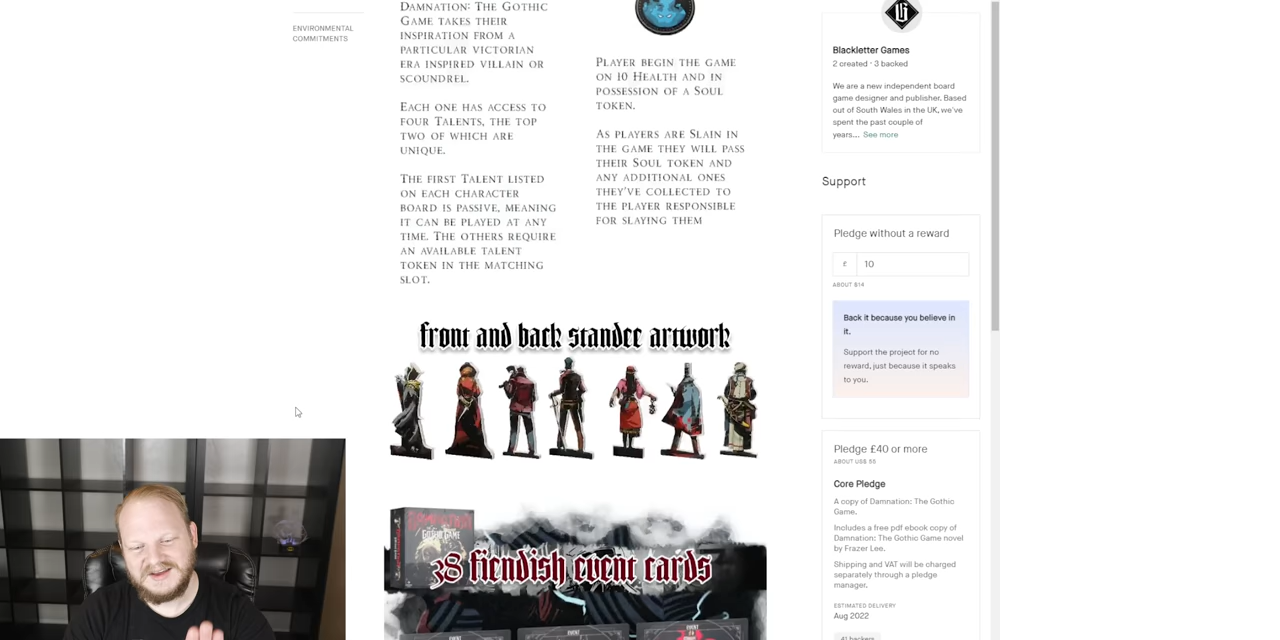 ENVIRONMENTAL
COMMITMENTS
DAMNATION: THE GOTHIC
GAME TAKES THEIR
INSPIRATION FROM A
PARTICULAR VICTORIAN
ERA INSPIRED VILLAIN OR
SCOUNDREL.
EACH ONE HAS ACCESS TO
FOUR TALENTS, THE TOP
TWO OF WHICH ARE
UNIQUE.
THE FIRST TALENT LISTED
ON EACH CHARACTER
BOARD IS PASSIVE, MEANING
IT CAN BE PLAYED AT ANY
TIME. THE OTHERS REQUIRE
AN AVAILABLE TALENT
TOKEN IN THE MATCHING
SLOT.
PLAYER BEGIN THE GAME
ON 10 HEALTH AND IN
POSSESSION OF A SOUL
TOKEN.
AS PLAYERS ARE SLAIN IN
THE GAME THEY WILL PASS
THEIR SOUL TOKEN AND
ANY ADDITIONAL ONES
THEY'VE COLLECTED TO
THE PLAYER RESPONSIBLE
FOR SLAYING THEM
front and back standee artwork
38 fiendish event cards
Blackletter Games
2 created · 3 backed
We are a new independent board
game designer and publisher. Based
out of South Wales in the UK, we've
spent the past couple of
years... See more
Support
Pledge without a reward
£ 10
ABOUT $14
Back it because you believe in
it.
Support the project for no
reward, just because it speaks
to you.
Pledge £40 or more
ABOUT US$ 55
Core Pledge
A copy of Damnation: The Gothic
Game.
Includes a free pdf ebook copy of
Damnation: The Gothic Game novel
by Frazer Lee.
Shipping and VAT will be charged
separately through a pledge
manager.
ESTIMATED DELIVERY
Aug 2022
41 backers